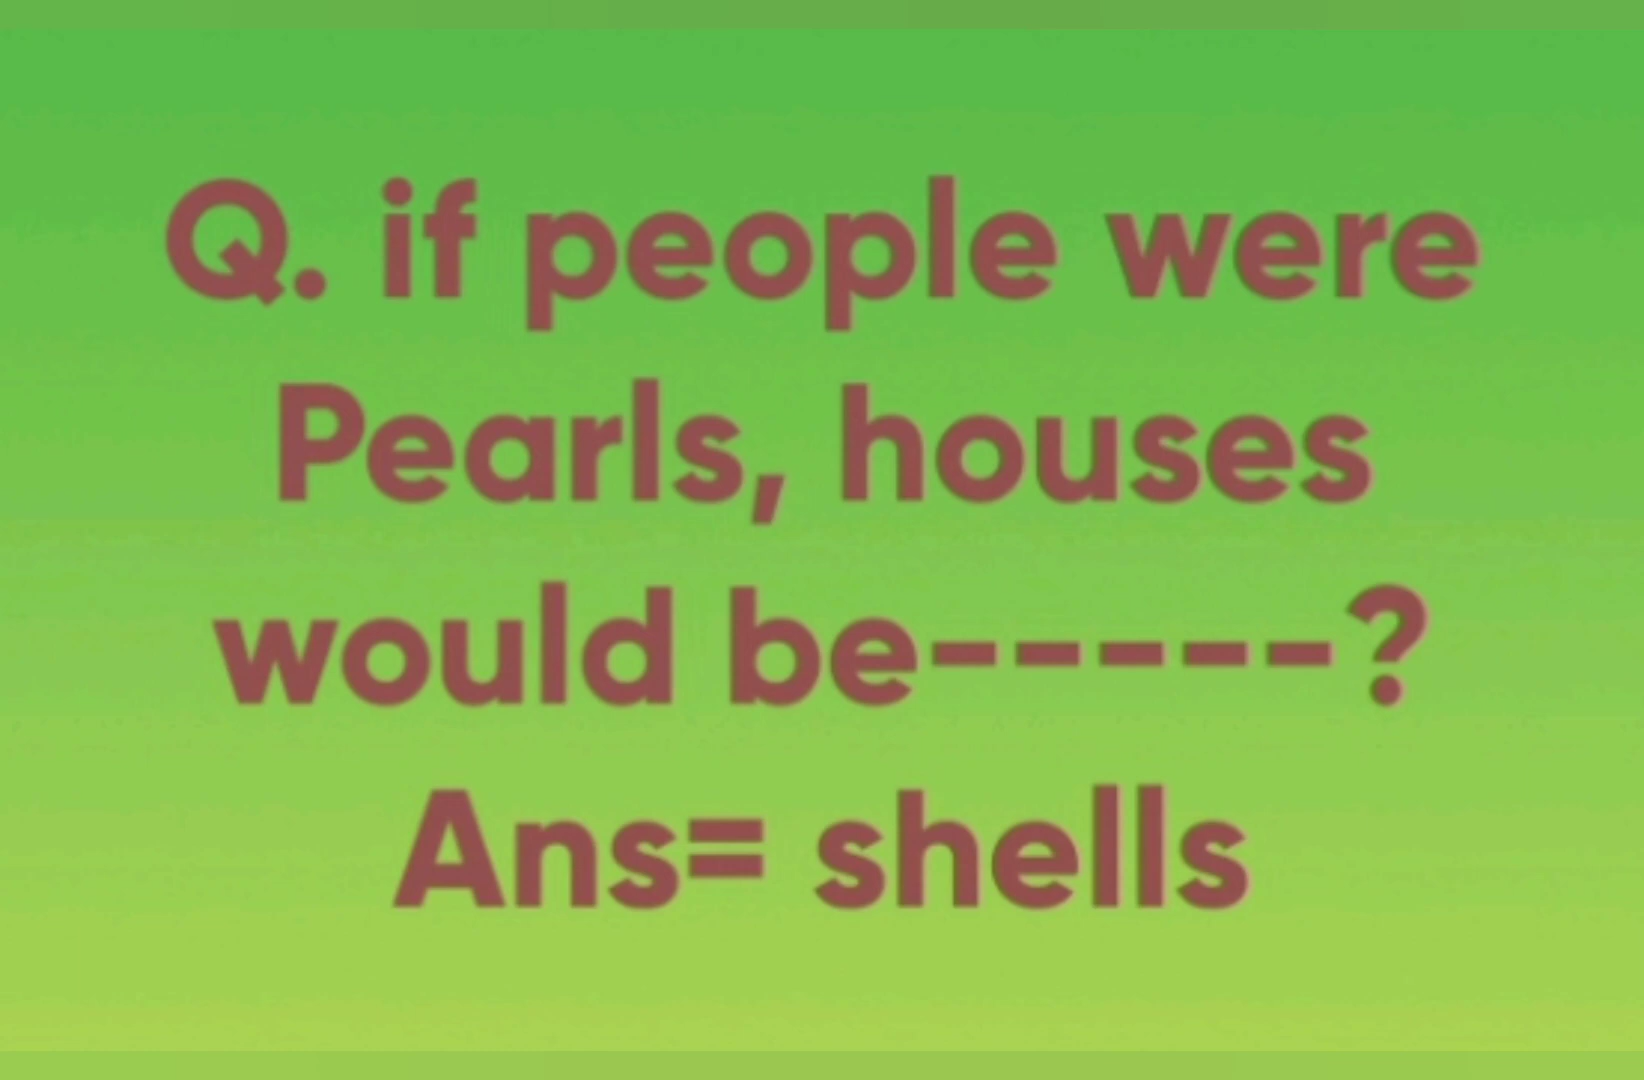 Q. if people were
Pearls, houses
would be-----?
Ans= shells